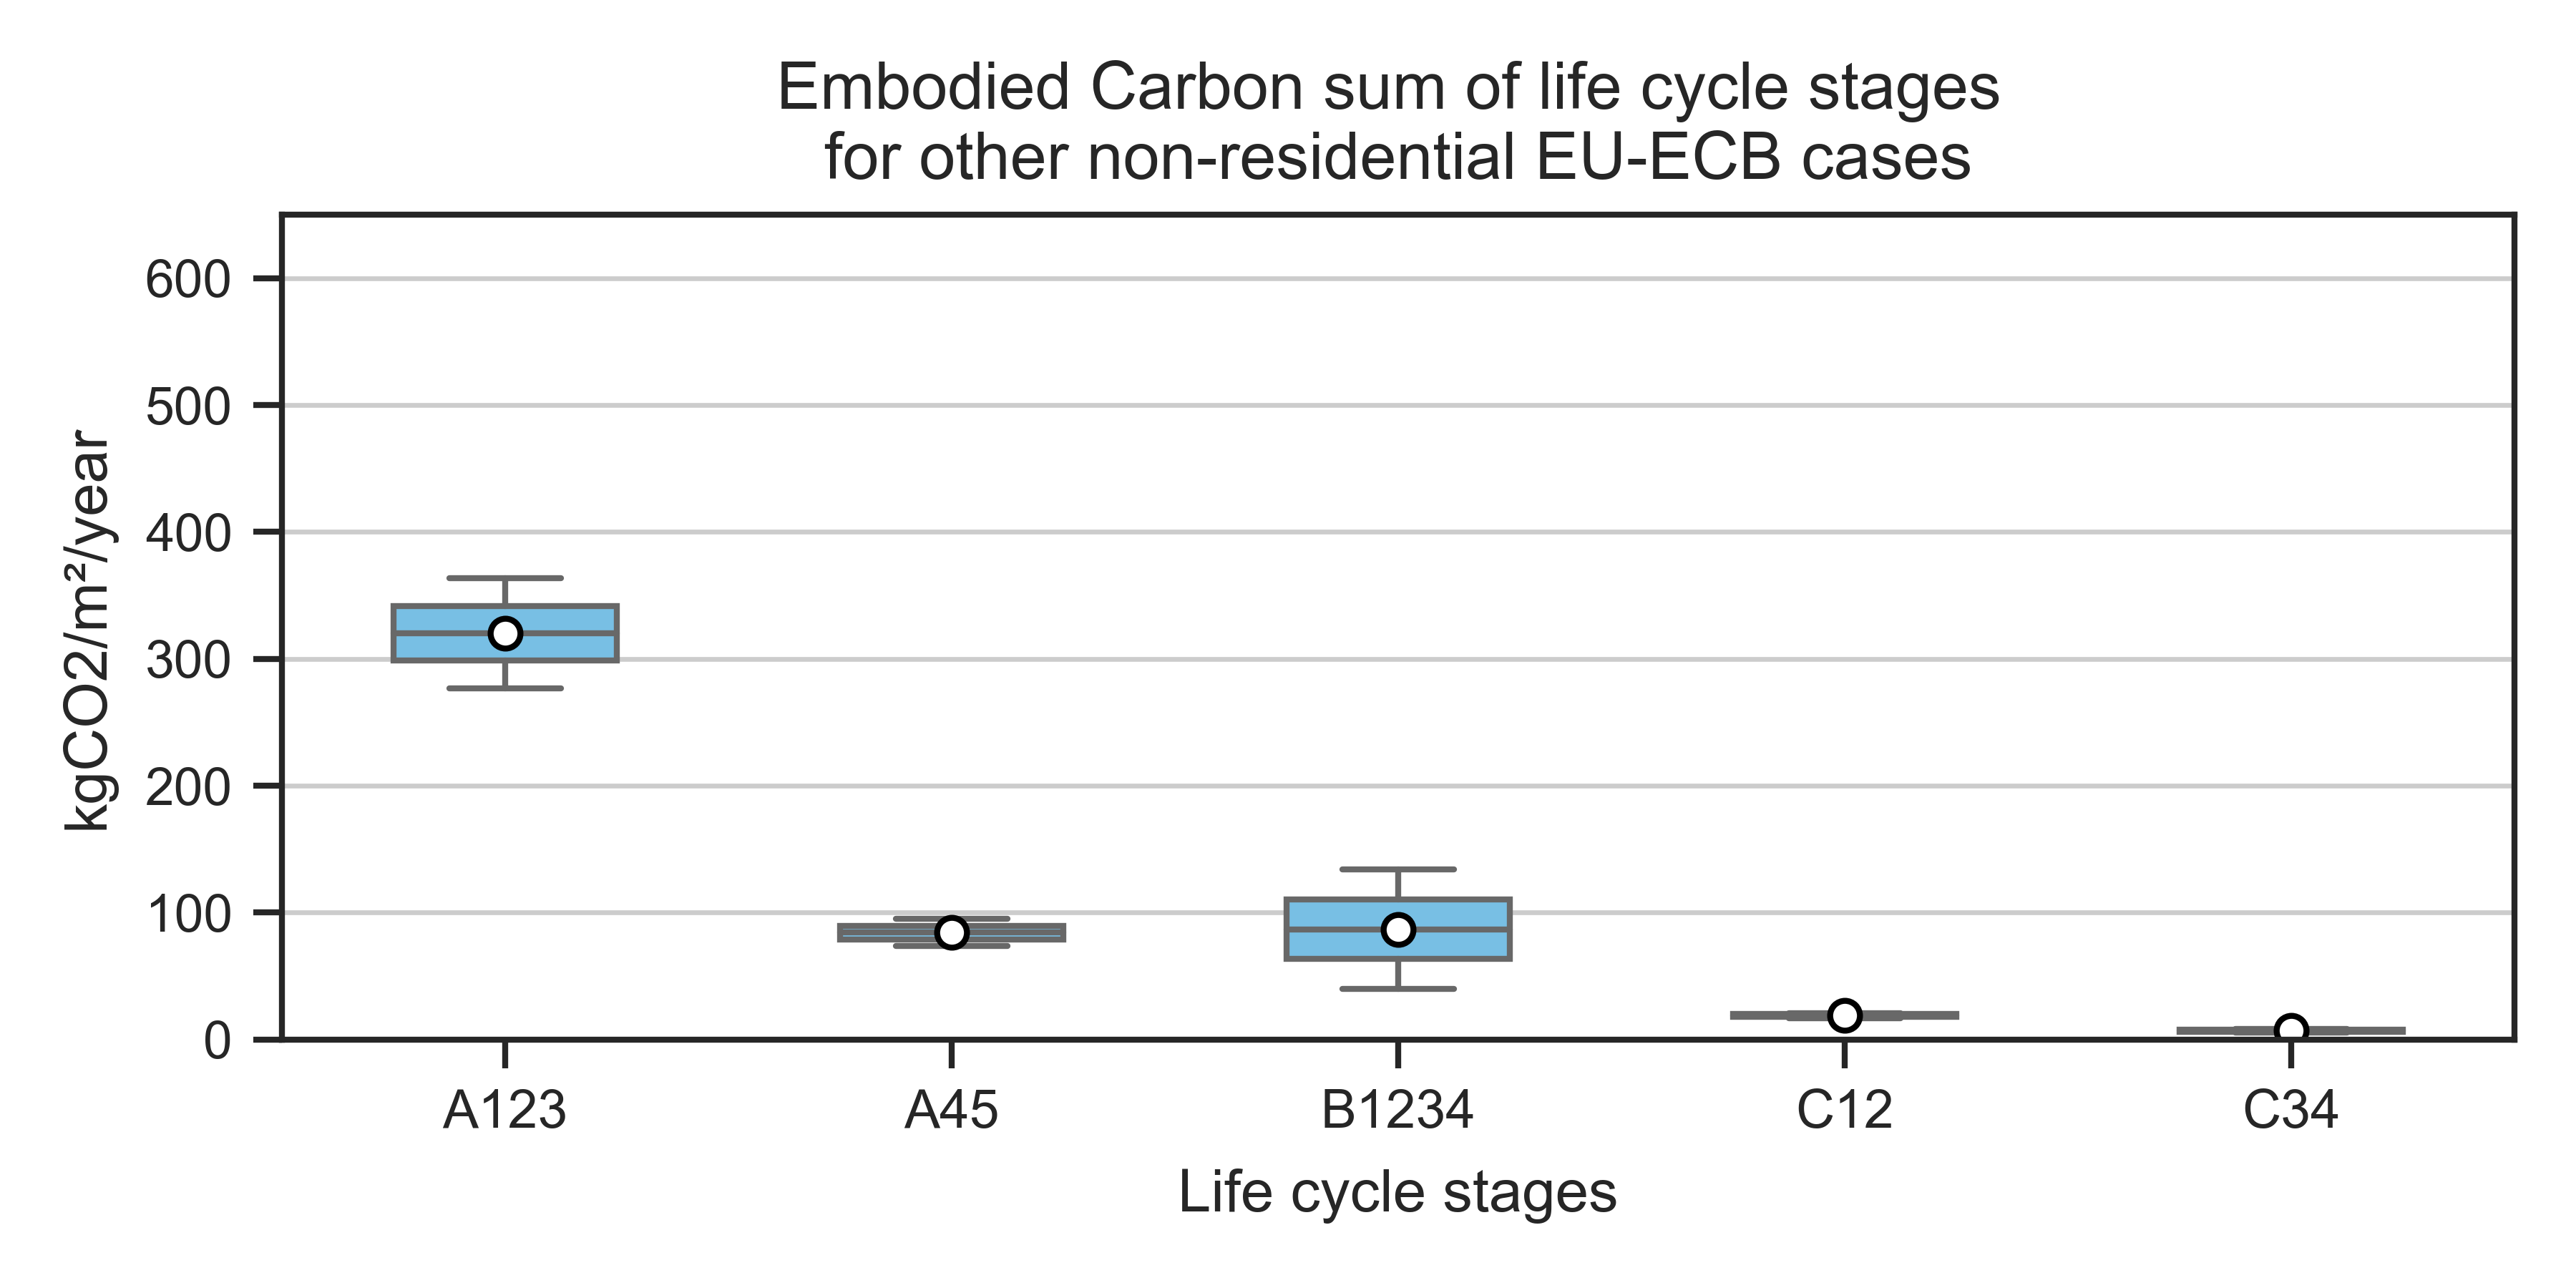 Embodied Carbon sum of life cycle stages
for other non-residential EU-ECB cases
kgCO2/m²/year
600
500
400
300
200
100
0
A123
A45
B1234
C12
C34
Life cycle stages